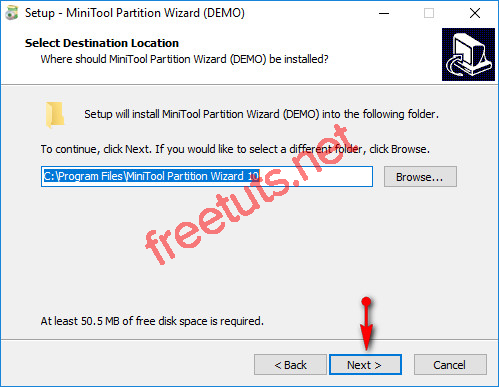 Setup - MiniTool Partition Wizard (DEMO)
Select Destination Location
Where should MiniTool Partition Wizard (DEMO) be installed?
Setup will install MiniTool Partition Wizard (DEMO) into the following folder.
To continue, click Next. If you would like to select a different folder, click Browse.
C:\Program Files\MiniTool Partition Wizard 10
Browse...
freetuts.net
At least 50.5 MB of free disk space is required.
< Back
Next >
Cancel